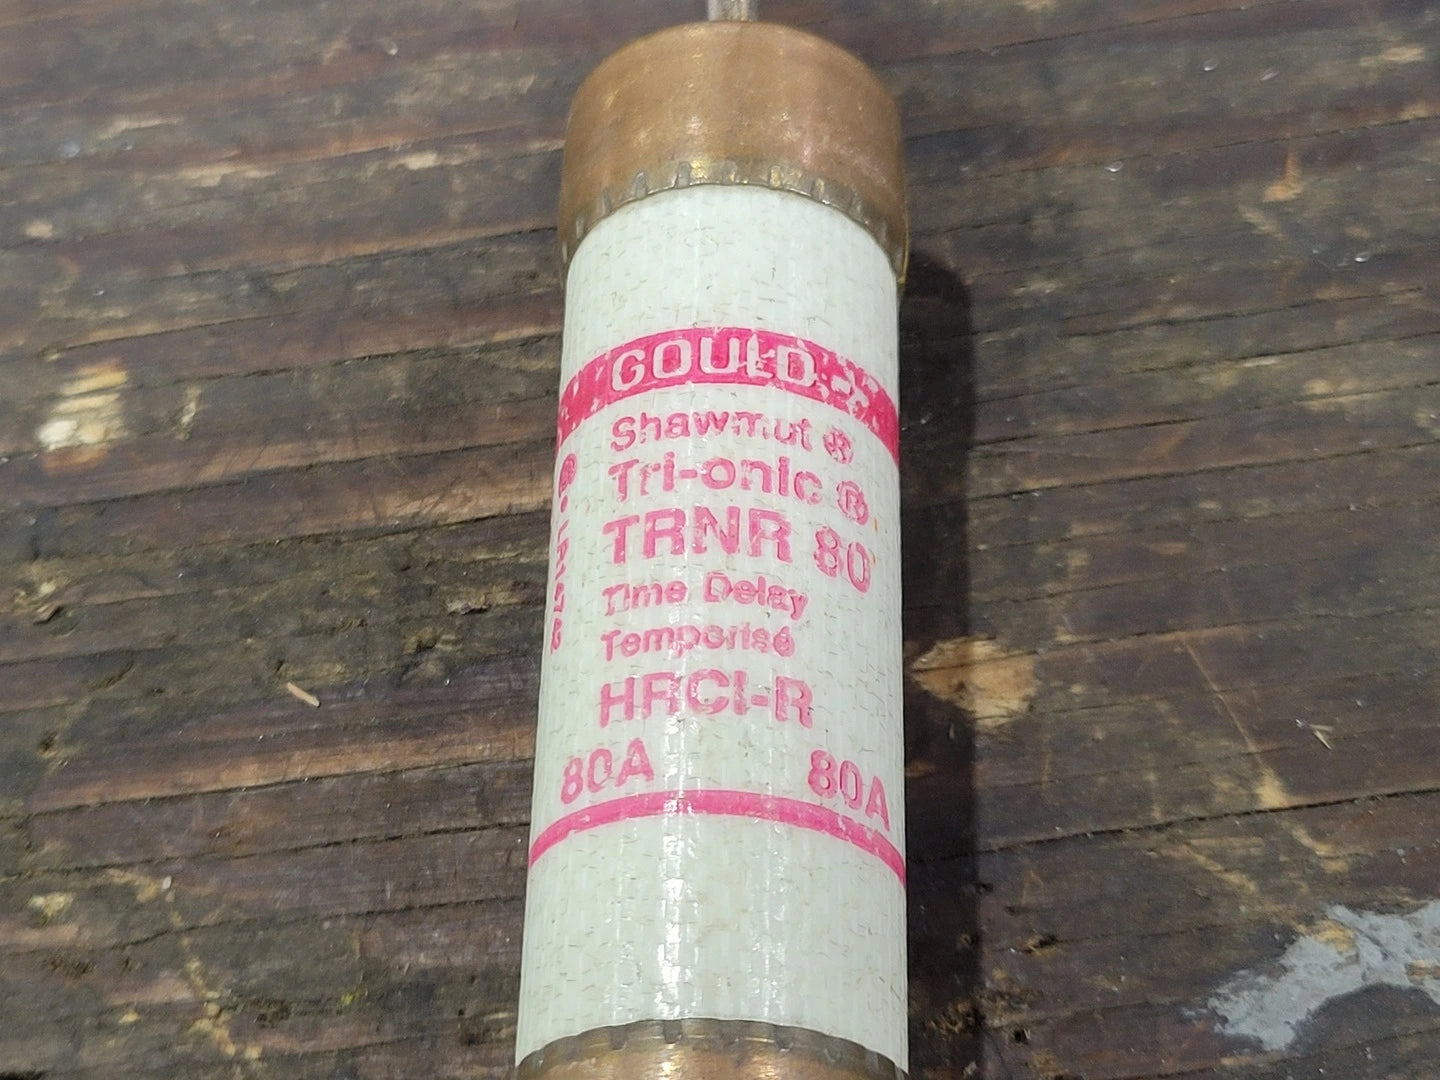 GOULD
Shawmut ®
Tri-onic ®
TRNR 80
Time Delay
Temporisé
HRCI-R
80A 80A